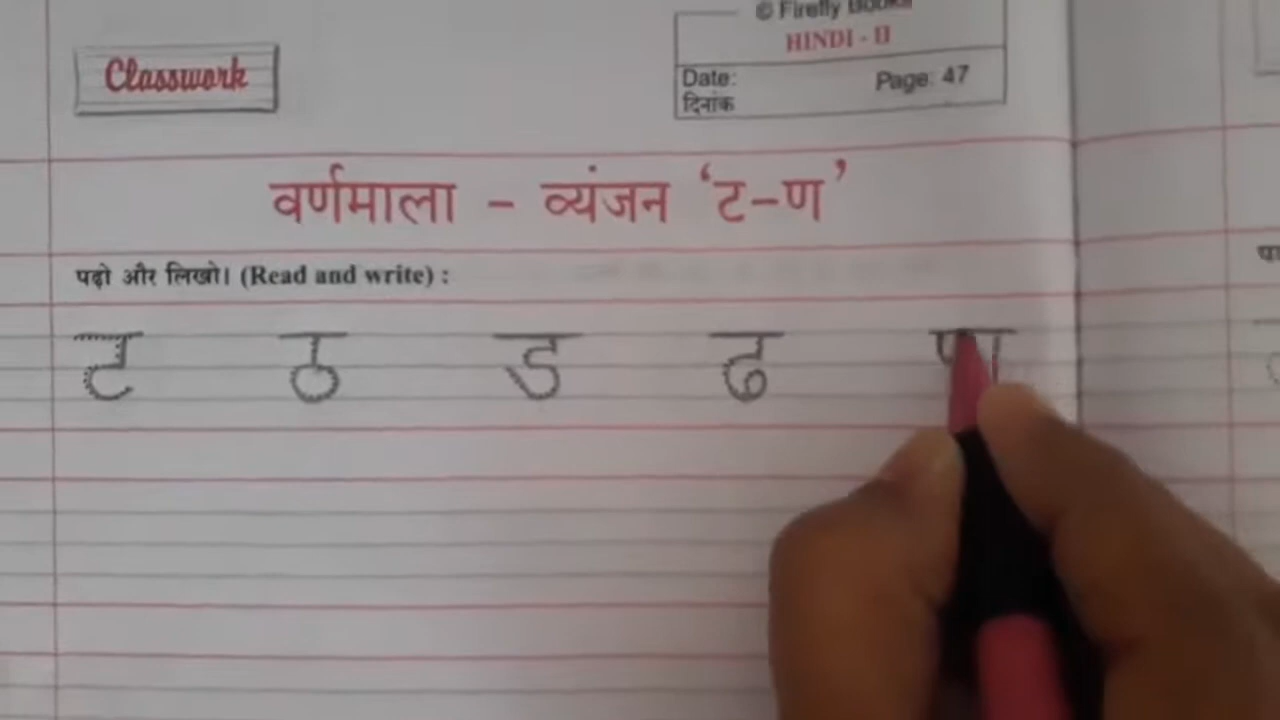 © Firefly Books
Classwork
HINDI - II
Date:
Page: 47
दिनांक
वर्णमाला - व्यंजन ‘ट-ण’
पढ़ो और लिखो। (Read and write) :
ट ठ ड ढ ण